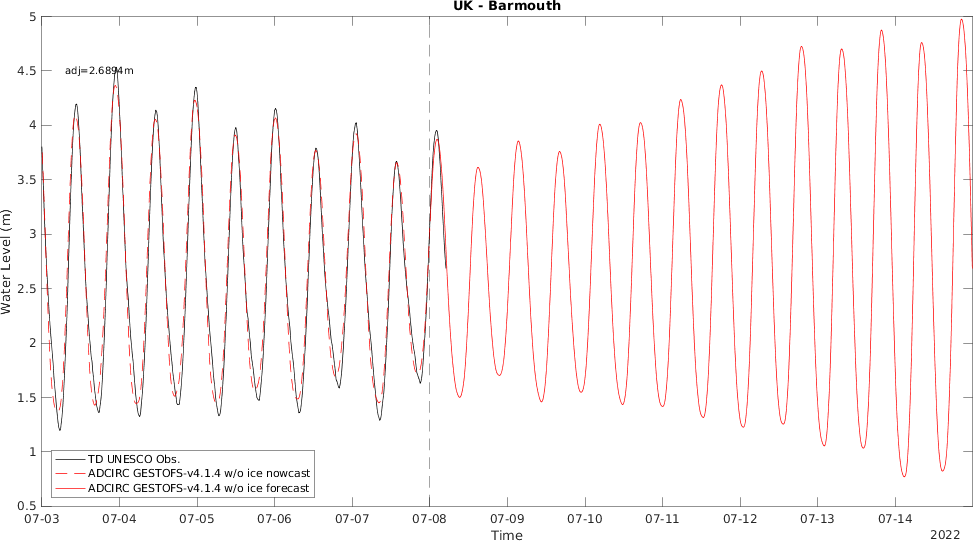 UK - Barmouth
5
4.5
4
3.5
3
2.5
2
1.5
1
0.5
Water Level (m)
adj=2.6894m
TD UNESCO Obs.
ADCIRC GESTOFS-v4.1.4 w/o ice nowcast
ADCIRC GESTOFS-v4.1.4 w/o ice forecast
07-03 07-04 07-05 07-06 07-07 07-08 07-09 07-10 07-11 07-12 07-13 07-14
Time
2022